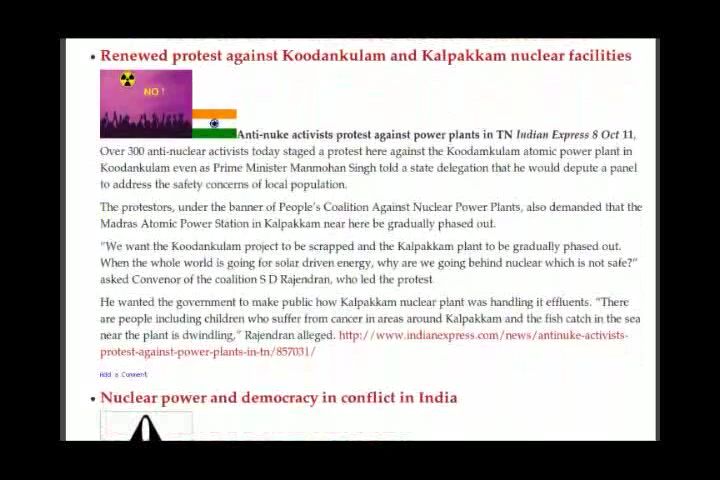 Renewed protest against Koodankulam and Kalpakkam nuclear facilities
NO!
Anti-nuke activists protest against power plants in TN Indian Express 8 Oct 11,
Over 300 anti-nuclear activists today staged a protest here against the Koodamkulam atomic power plant in
Koodankulam even as Prime Minister Manmohan Singh told a state delegation that he would depute a panel
to address the safety concerns of local population.
The protestors, under the banner of People's Coalition Against Nuclear Power Plants, also demanded that the
Madras Atomic Power Station in Kalpakkam near here be gradually phased out.
“We want the Koodankulam project to be scrapped and the Kalpakkam plant to be gradually phased out.
When the whole world is going for solar driven energy, why are we going behind nuclear which is not safe?”
asked Convenor of the coalition S D Rajendran, who led the protest
He wanted the government to make public how Kalpakkam nuclear plant was handling it effluents. “There
are people including children who suffer from cancer in areas around Kalpakkam and the fish catch in the sea
near the plant is dwindling,” Rajendran alleged. http://www.indianexpress.com/news/antinuke-activists-
protest-against-power-plants-in-tn/857031/
Add a Comment
Nuclear power and democracy in conflict in India